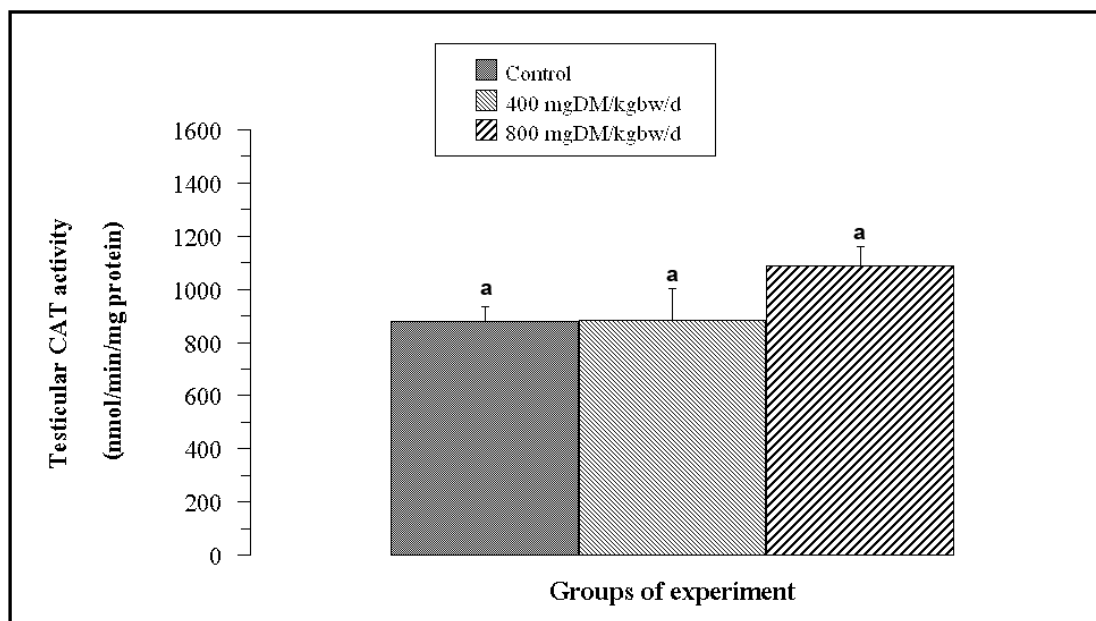 Control
400 mgDM/kgbw/d
800 mgDM/kgbw/d
1600
1400
1200
1000
800
600
400
200
0
Testicular CAT activity
(nmol/min/mg protein)
a
a
a
Groups of experiment